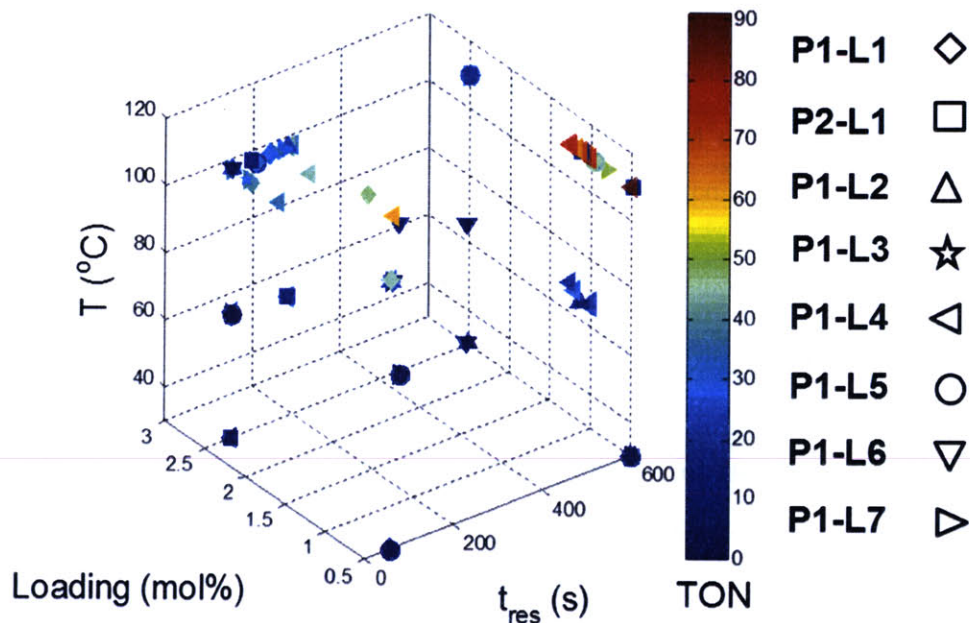 120
100
80
60
40
T (°C)
3
2.5
2
1.5
1
0.5
Loading (mol%)
0
200
400
600
t_res (s)
90
80
70
60
50
40
30
20
10
0
TON
P1-L1
P2-L1
P1-L2
P1-L3
P1-L4
P1-L5
P1-L6
P1-L7